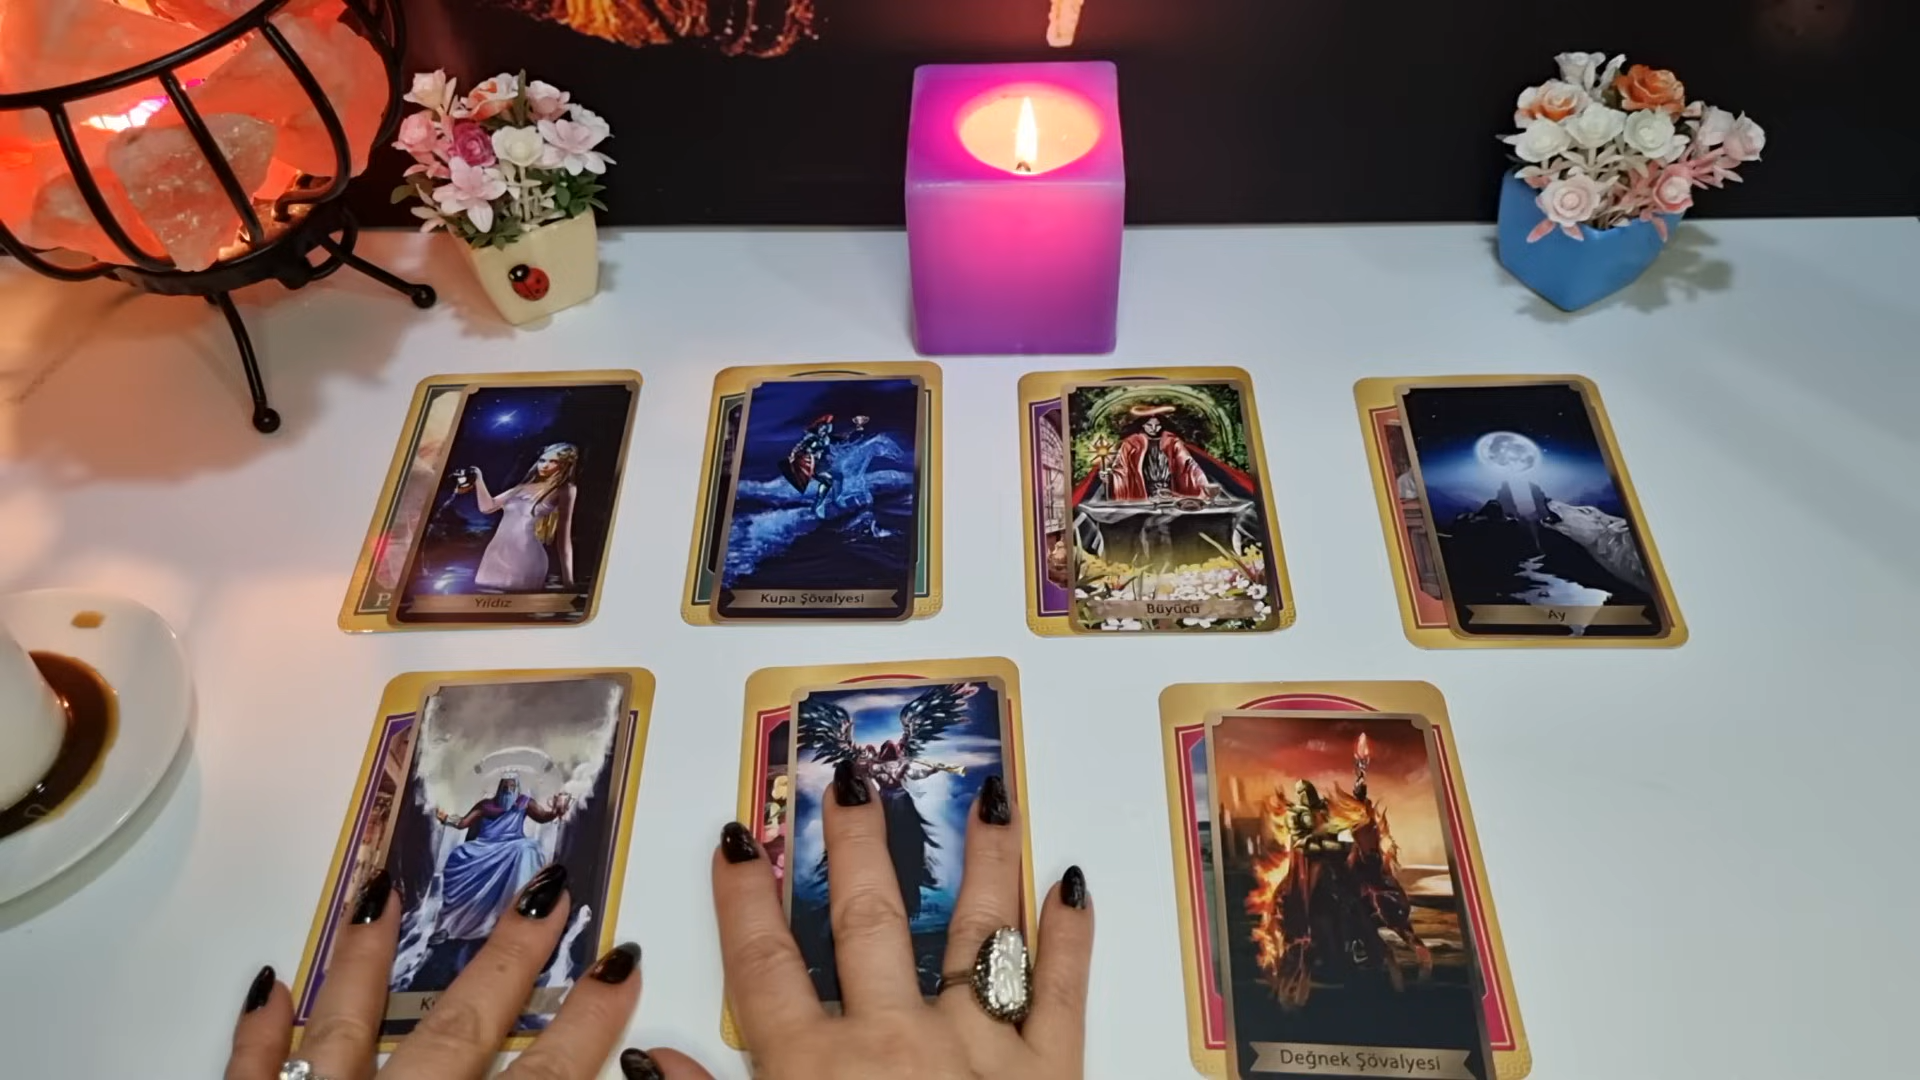 Yıldız
Kupa Şövalyesi
Büyücü
Ay
Değnek Şövalyesi